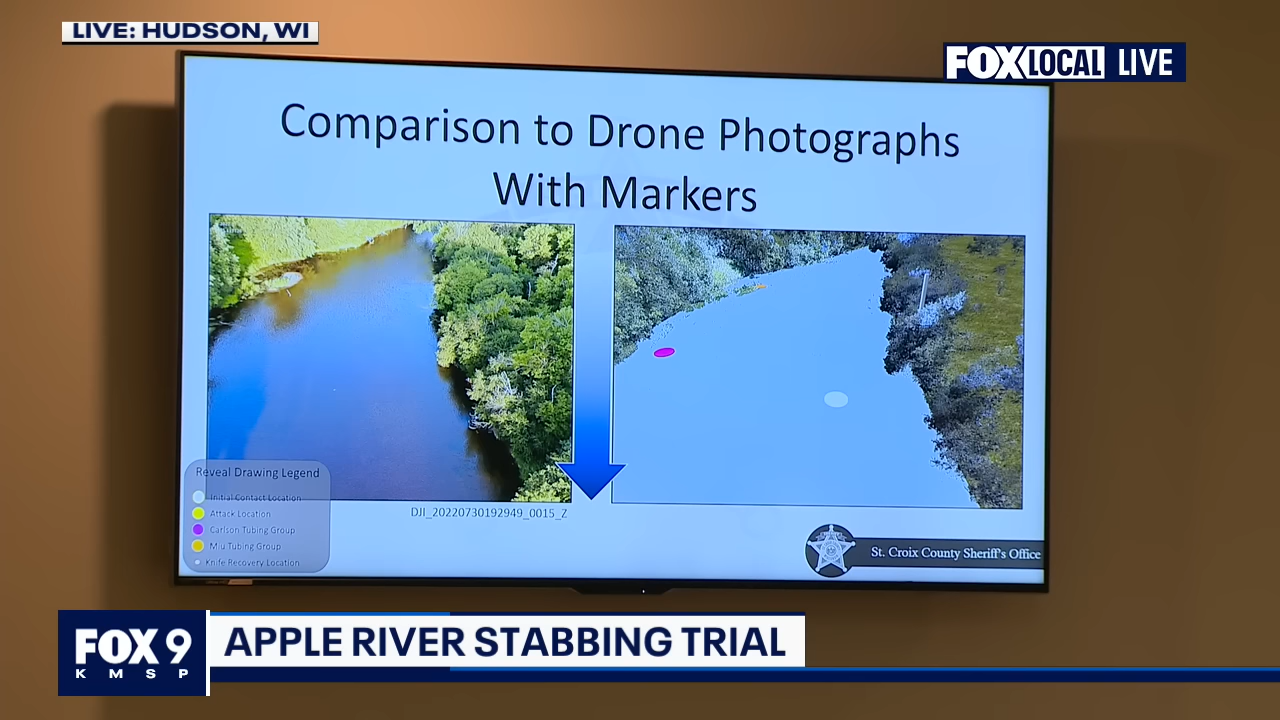 LIVE: HUDSON, WI
FOX LOCAL LIVE
Comparison to Drone Photographs
With Markers
Reveal Drawing Legend
Initial Contact Location
Attack Location
Carlson Tubing Group
Miu Tubing Group
Knife Recovery Location
DJI_20220730192949_0015_Z
St. Croix County Sheriff's Office
FOX 9
KMSP
APPLE RIVER STABBING TRIAL